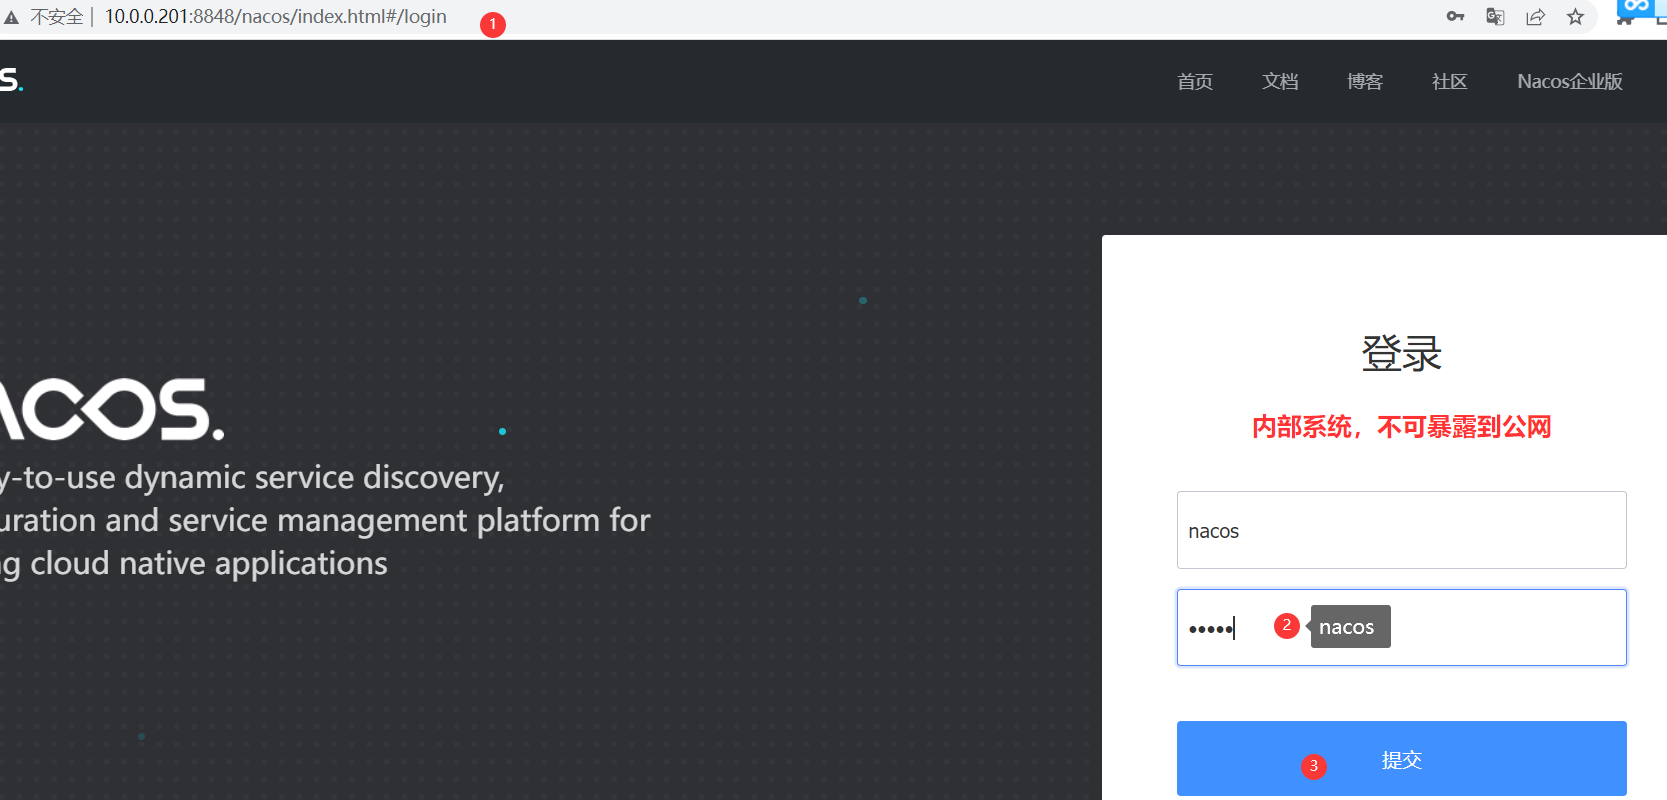 不安全 10.0.0.201:8848/nacos/index.html#/login
1
S.
首页 文档 博客 社区 Nacos企业版
登录
内部系统，不可暴露到公网
ACOS.
y-to-use dynamic service discovery,
uration and service management platform for
ng cloud native applications
nacos
•••••
2 nacos
3 提交